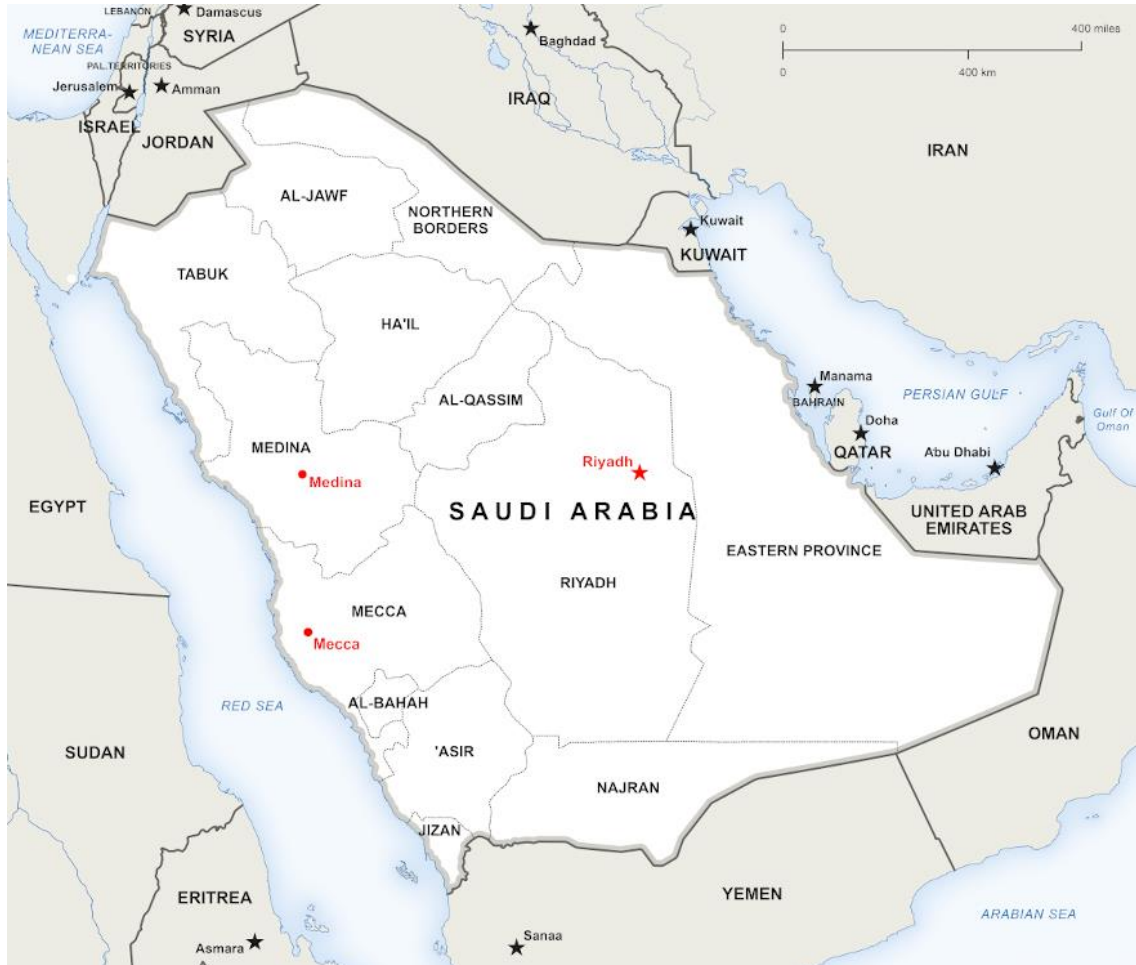 LEBANON
Damascus
SYRIA
MEDITERRA-
NEAN SEA
PAL.TERRITORIES
Jerusalem
Amman
ISRAEL
JORDAN
Baghdad
IRAQ
0
400 miles
0
400 km
IRAN
AL-JAWF
NORTHERN
BORDERS
Kuwait
KUWAIT
TABUK
HA'IL
AL-QASSIM
Manama
BAHRAIN
PERSIAN GULF
Gulf Of
Oman
Doha
QATAR
Abu Dhabi
MEDINA
Medina
Riyadh
SAUDI ARABIA
EGYPT
UNITED ARAB
EMIRATES
EASTERN PROVINCE
RIYADH
MECCA
Mecca
AL-BAHAH
RED SEA
'ASIR
SUDAN
OMAN
NAJRAN
JIZAN
ERITREA
YEMEN
ARABIAN SEA
Asmara
Sanaa